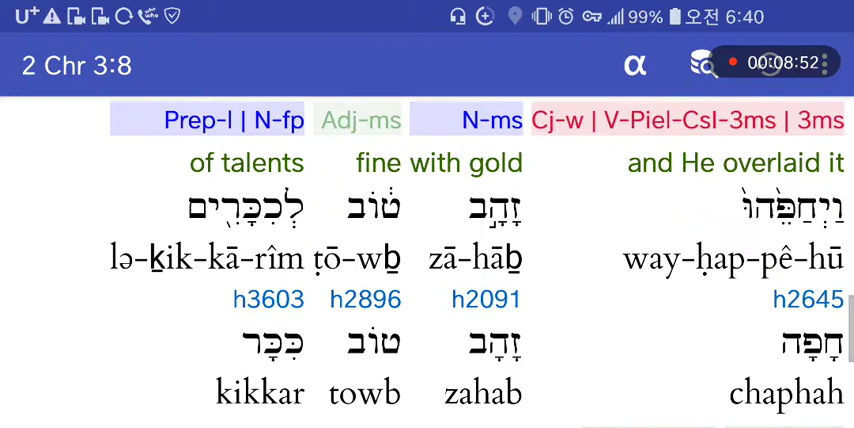 U+ 99% 오전 6:40
2 Chr 3:8 α 00:08:52
Prep-l | N-fp Adj-ms N-ms Cj-w | V-Piel-CsI-3ms | 3ms
of talents fine with gold and He overlaid it
וַיְחַפֵּ֙הוּ֙ זָהָ֣ב ט֔וֹב לְכִכָּרִ֖ים
lə-ḵik-kā-rîm ṭō-wḇ zā-hāḇ way-ḥap-pê-hū
h3603 h2896 h2091 h2645
חָפָה זָהָב טוֹב כִּכָּר
kikkar towb zahab chaphah